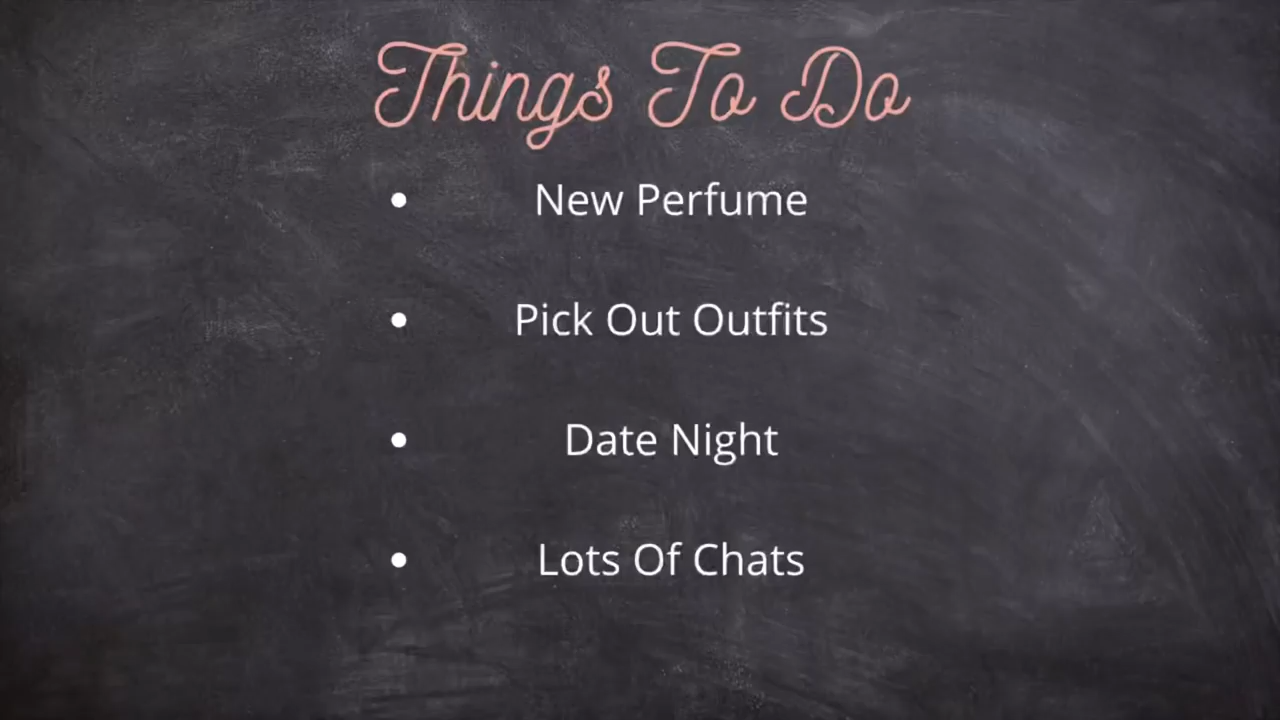 Things To Do
• New Perfume
• Pick Out Outfits
• Date Night
• Lots Of Chats